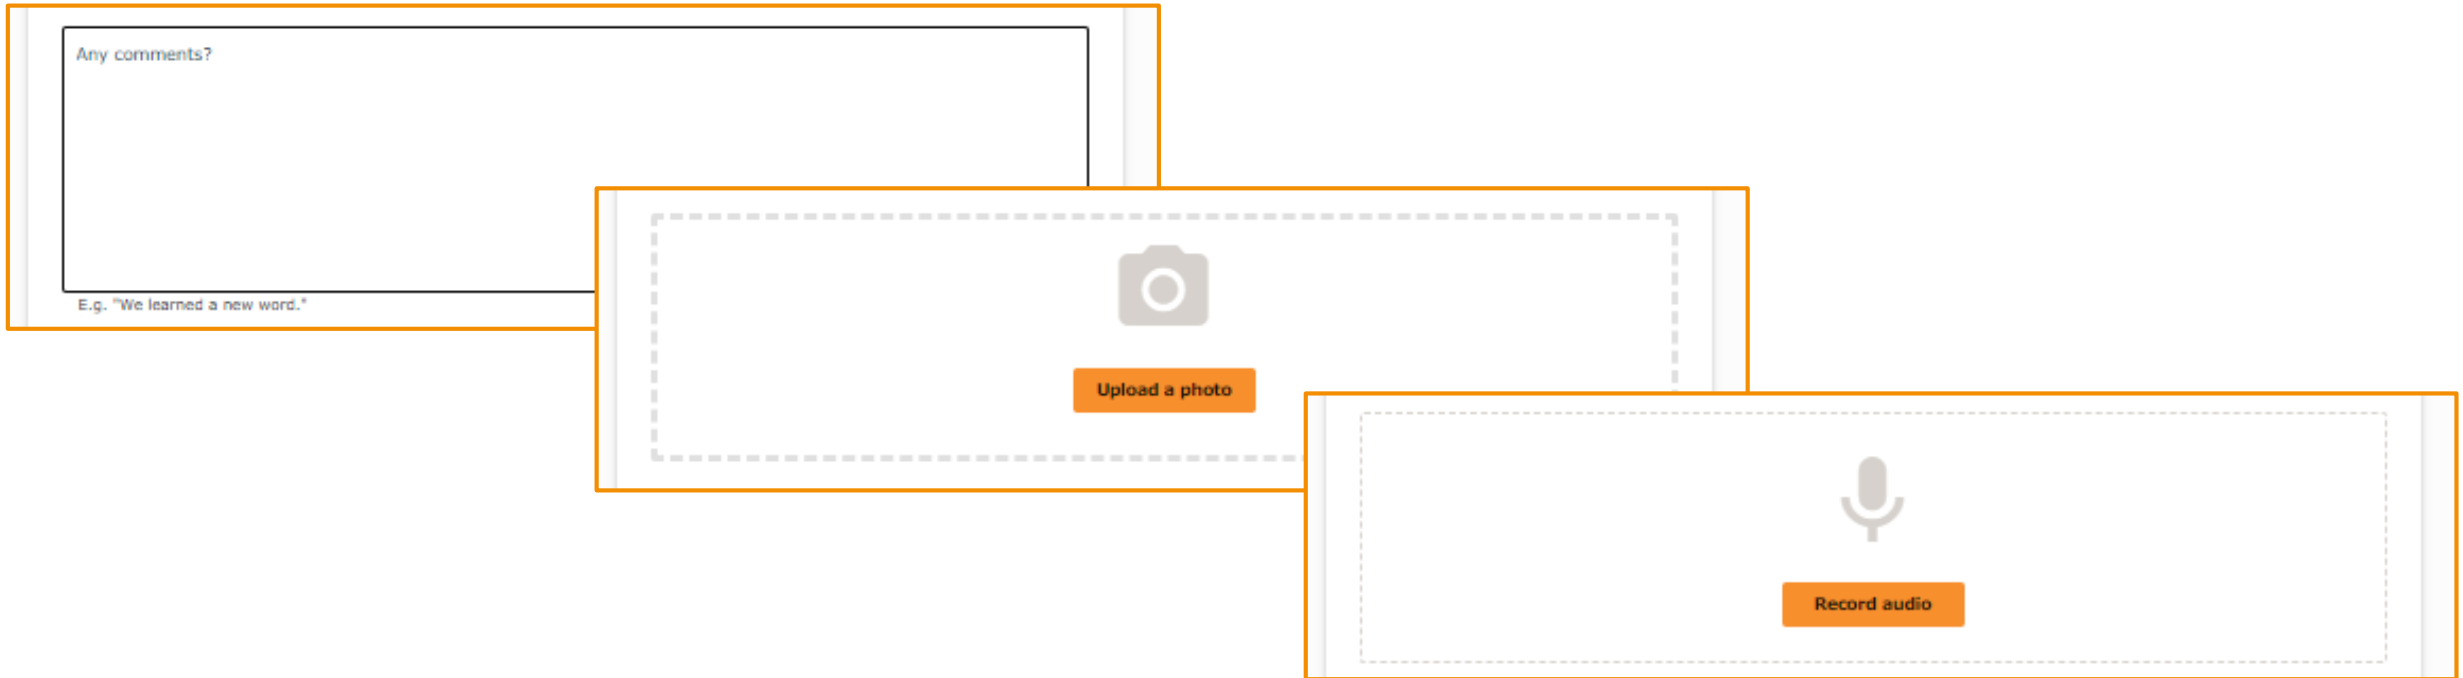 Any comments?
E.g. "We learned a new word."
Upload a photo
Record audio